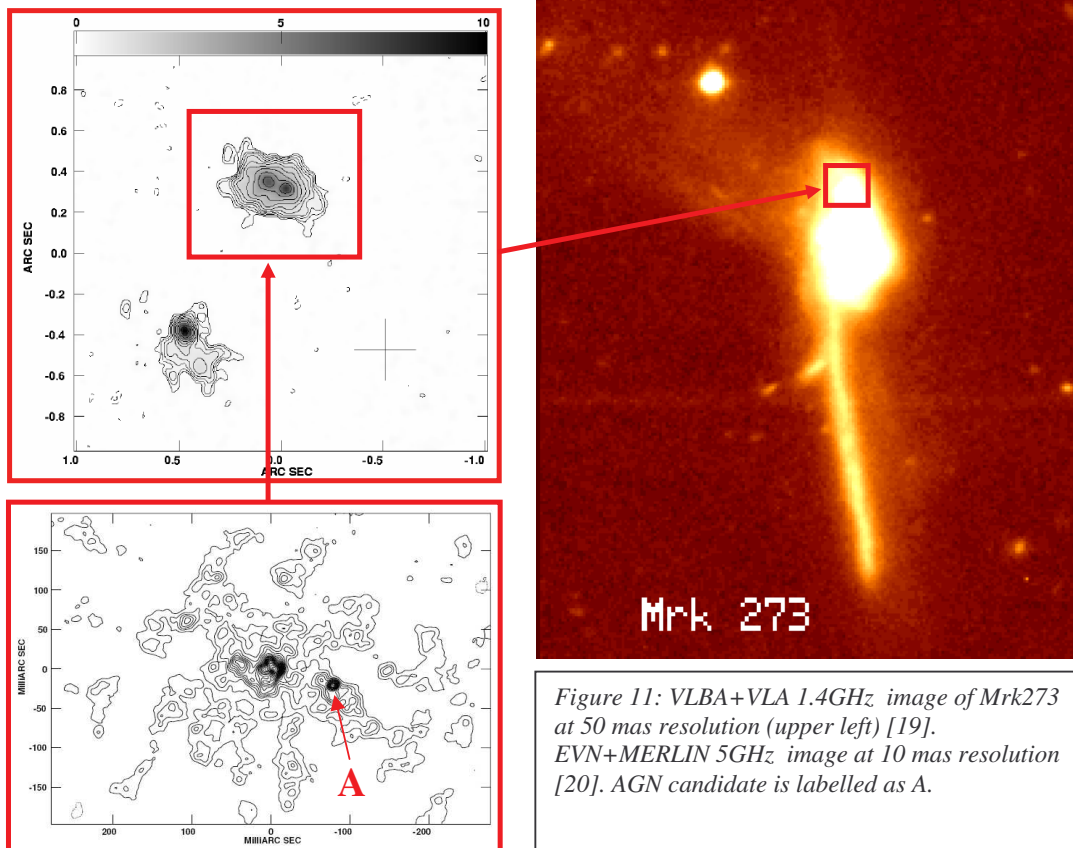 0 5 10
0.8
0.6
0.4
0.2
0.0
-0.2
-0.4
-0.6
-0.8
ARC SEC
1.0 0.5 0.0 -0.5 -1.0
ARC SEC
150
100
50
0
-50
-100
-150
MilliARC SEC
A
200 100 0 -100 -200
MilliARC SEC
Mrk 273
Figure 11: VLBA+VLA 1.4GHz image of Mrk273
at 50 mas resolution (upper left) [19].
EVN+MERLIN 5GHz image at 10 mas resolution
[20]. AGN candidate is labelled as A.